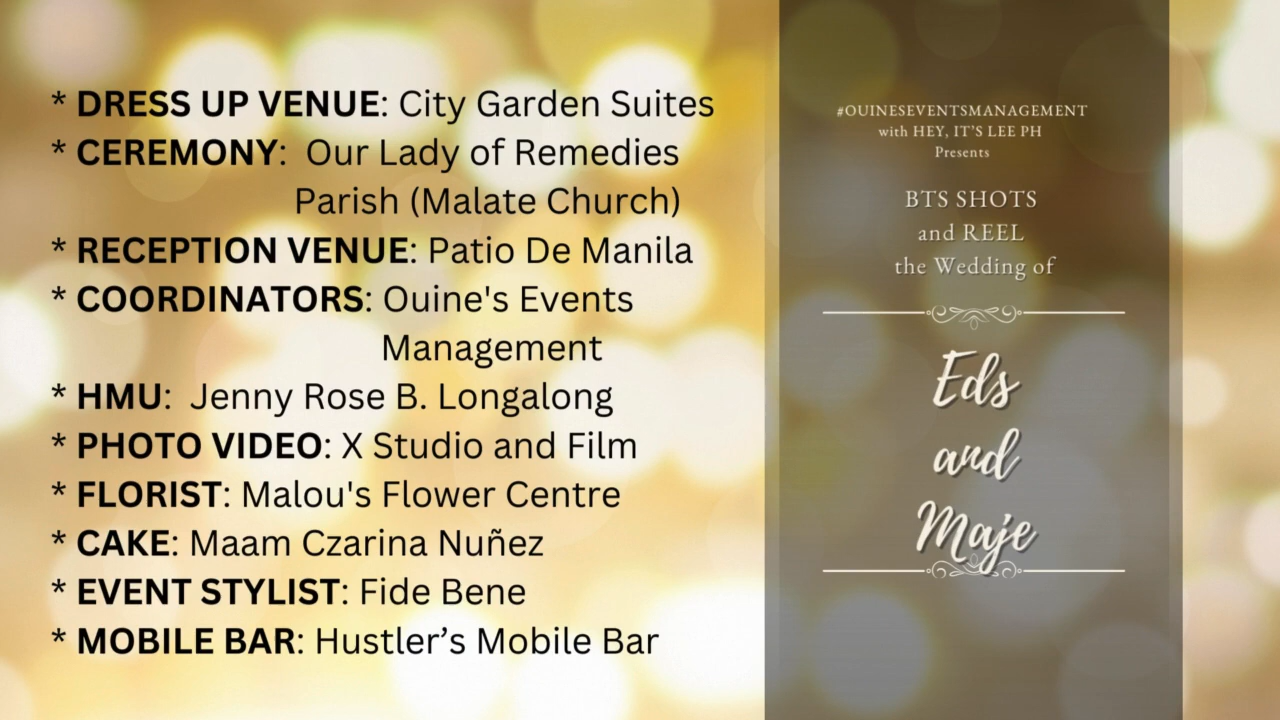 * DRESS UP VENUE: City Garden Suites
* CEREMONY: Our Lady of Remedies
Parish (Malate Church)
* RECEPTION VENUE: Patio De Manila
* COORDINATORS: Ouine's Events
Management
* HMU: Jenny Rose B. Longalong
* PHOTO VIDEO: X Studio and Film
* FLORIST: Malou's Flower Centre
* CAKE: Maam Czarina Nuñez
* EVENT STYLIST: Fide Bene
* MOBILE BAR: Hustler’s Mobile Bar
#OUINESEVENTSMANAGEMENT
with HEY, IT’S LEE PH
Presents
BTS SHOTS
and REEL
the Wedding of
Eds
and
Maje